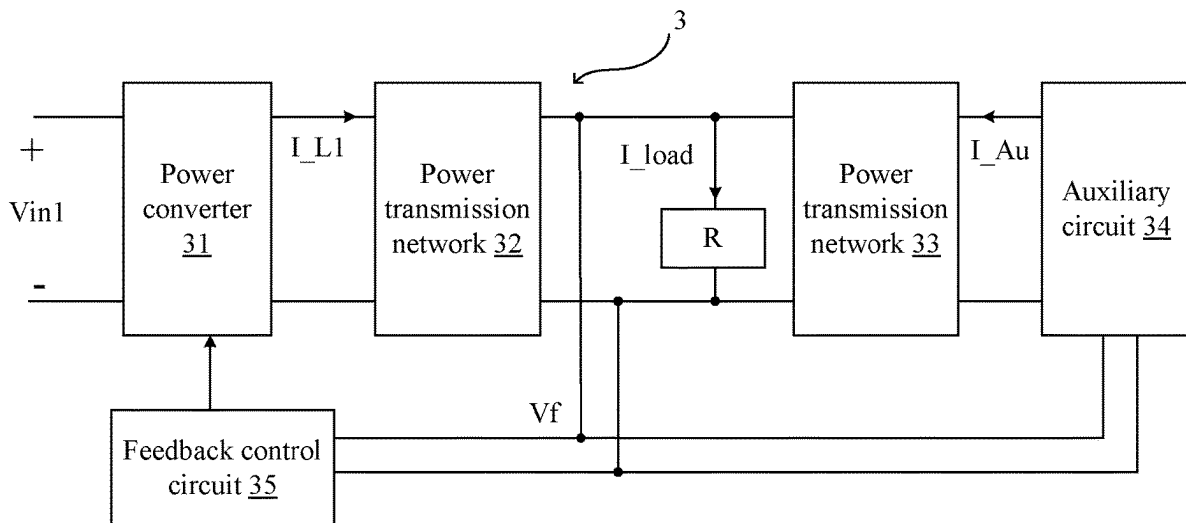 3
I_L1
I_load
I_Au
+
Vin1
-
Power
converter 31
Power
transmission
network 32
R
Power
transmission
network 33
Auxiliary
circuit 34
Vf
Feedback control
circuit 35